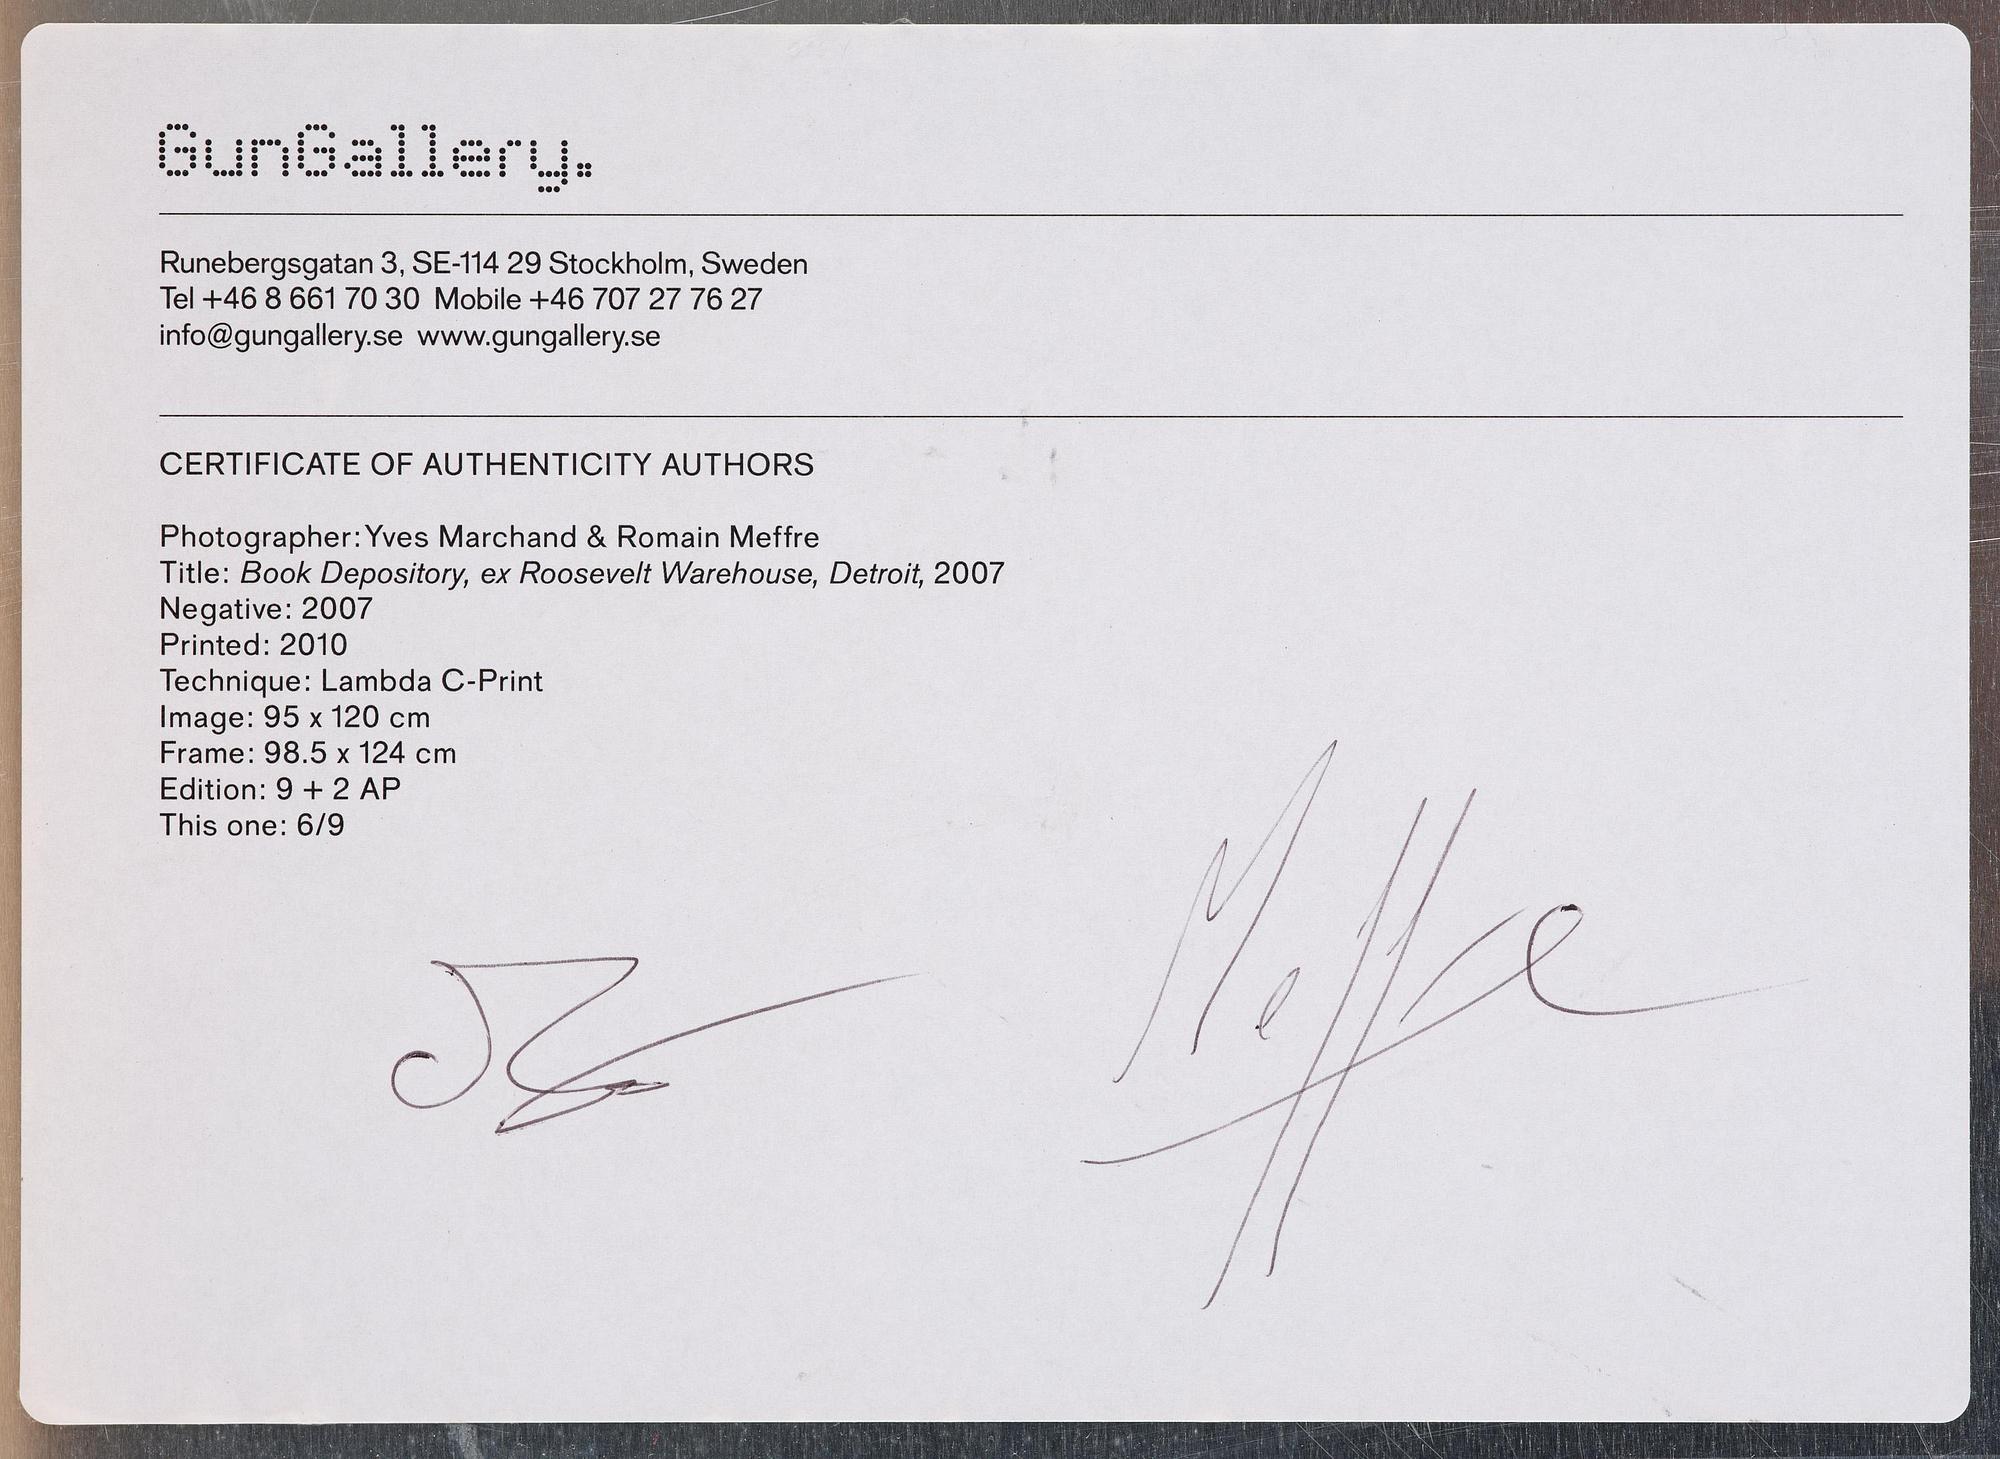 GunGallery.
Runebergsgatan 3, SE-114 29 Stockholm, Sweden
Tel +46 8 661 70 30 Mobile +46 707 27 76 27
info@gungallery.se www.gungallery.se
CERTIFICATE OF AUTHENTICITY AUTHORS
Photographer: Yves Marchand & Romain Meffre
Title: Book Depository, ex Roosevelt Warehouse, Detroit, 2007
Negative: 2007
Printed: 2010
Technique: Lambda C-Print
Image: 95 x 120 cm
Frame: 98.5 x 124 cm
Edition: 9 + 2 AP
This one: 6/9
Meffre